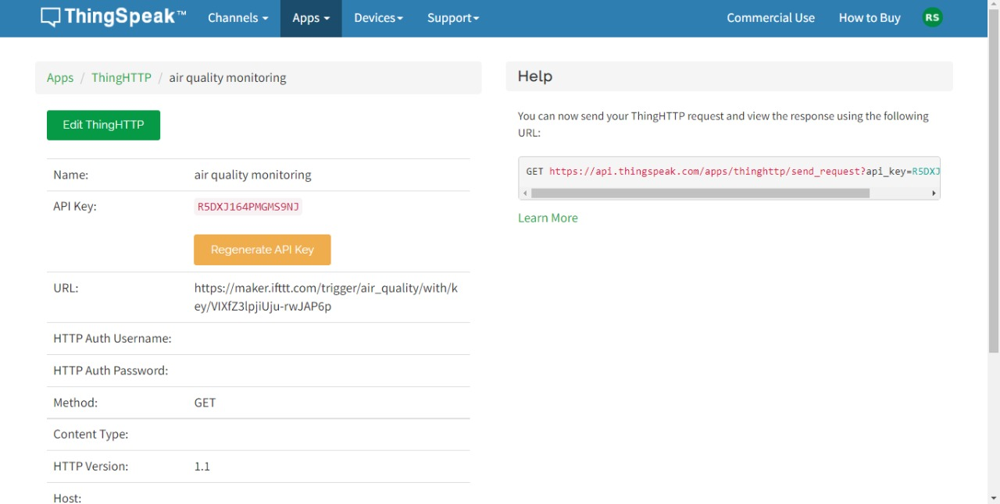 ThingSpeak™
Channels
Apps
Devices
Support
Commercial Use
How to Buy
RS
Apps / ThingHTTP / air quality monitoring
Edit ThingHTTP
Name: air quality monitoring
API Key: R5DXJ164PMGMS9NJ
Regenerate API Key
URL: https://maker.ifttt.com/trigger/air_quality/with/k
ey/VIXfZ3lpjiUju-rwJAP6p
HTTP Auth Username:
HTTP Auth Password:
Method: GET
Content Type:
HTTP Version: 1.1
Host:
Help
You can now send your ThingHTTP request and view the response using the following
URL:
GET https://api.thingspeak.com/apps/thinghttp/send_request?api_key=R5DXJ
Learn More